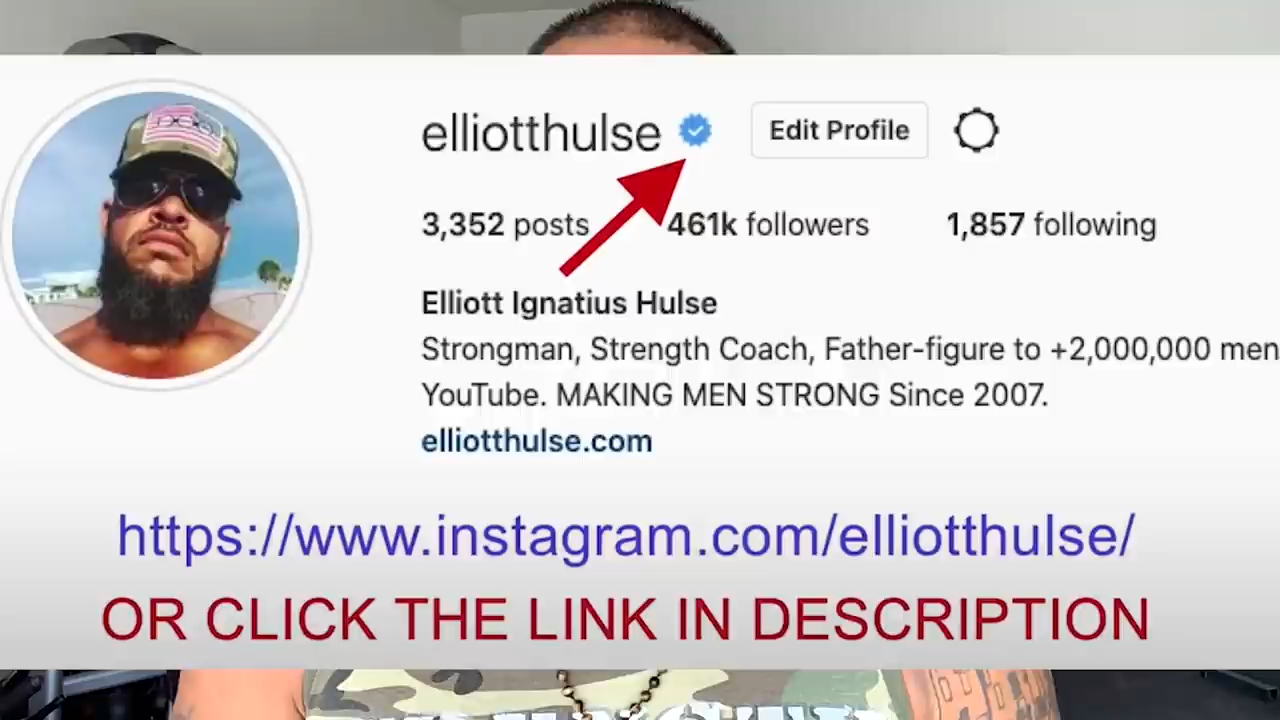 elliotthulse Edit Profile
3,352 posts 461k followers 1,857 following
Elliott Ignatius Hulse
Strongman, Strength Coach, Father-figure to +2,000,000 men
YouTube. MAKING MEN STRONG Since 2007.
elliotthulse.com
https://www.instagram.com/elliotthulse/
OR CLICK THE LINK IN DESCRIPTION